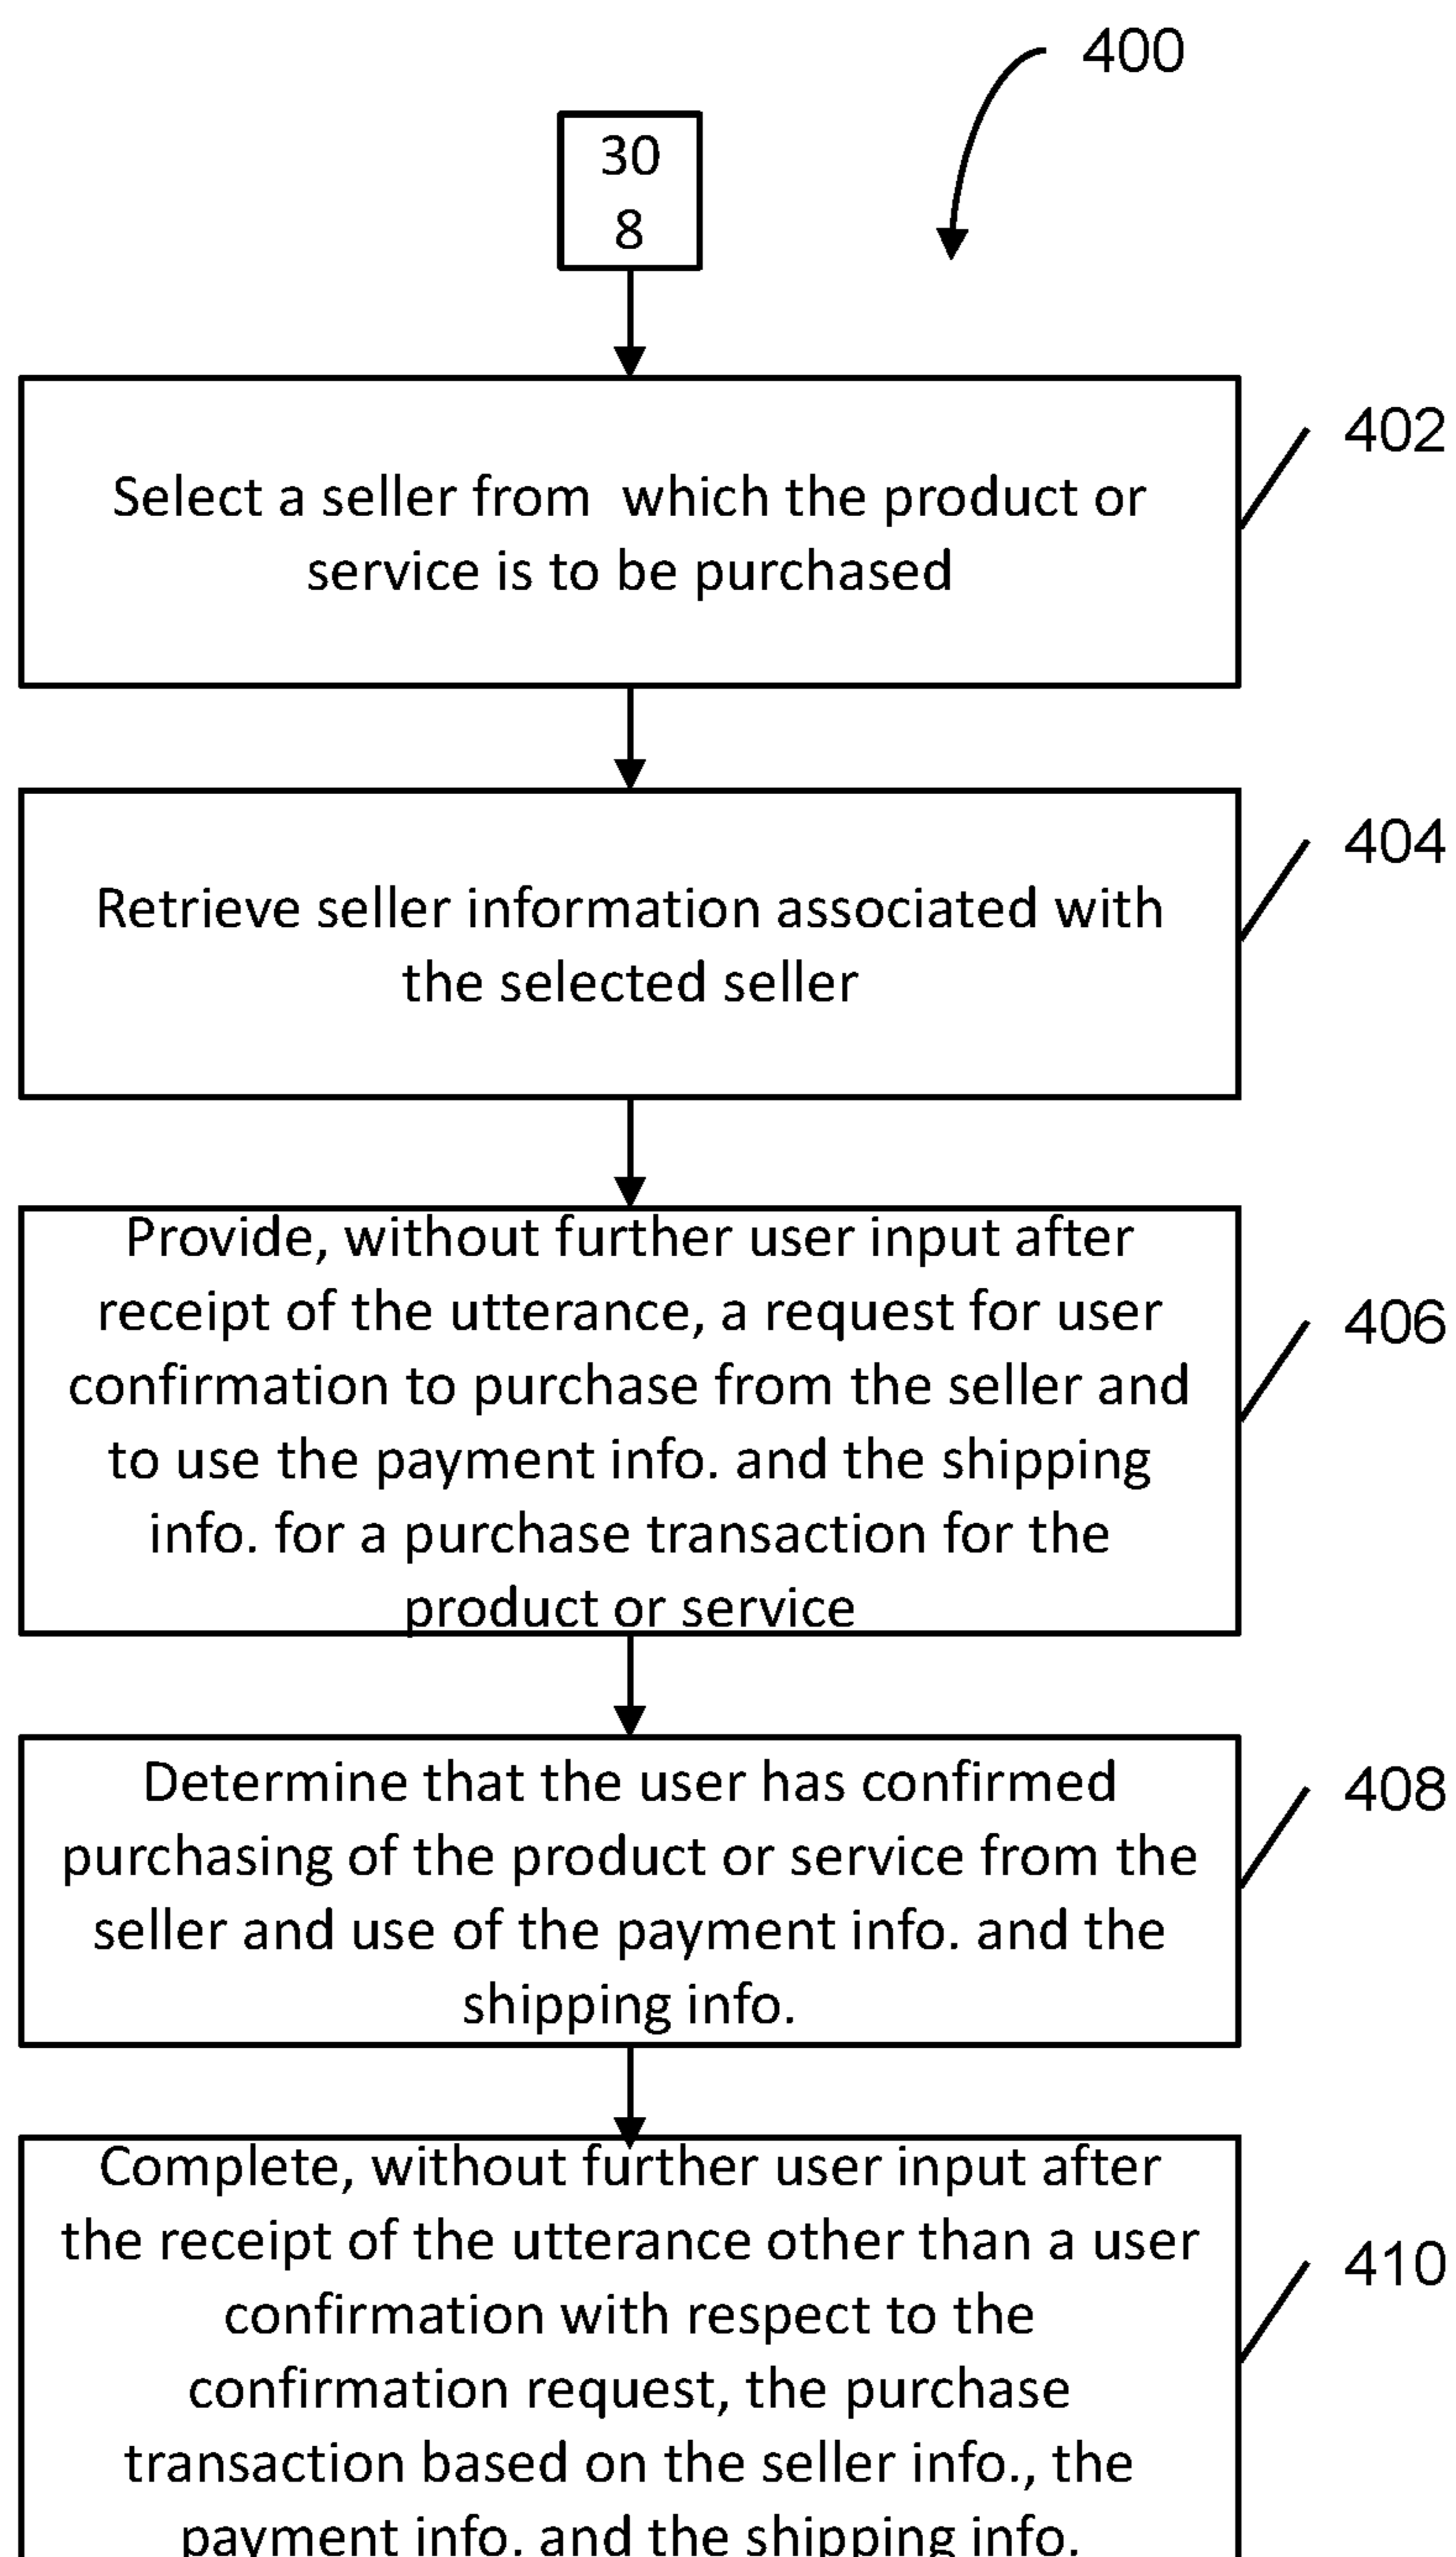 400
30
8
Select a seller from which the product or
service is to be purchased
402
Retrieve seller information associated with
the selected seller
404
Provide, without further user input after
receipt of the utterance, a request for user
confirmation to purchase from the seller and
to use the payment info. and the shipping
info. for a purchase transaction for the
product or service
406
Determine that the user has confirmed
purchasing of the product or service from the
seller and use of the payment info. and the
shipping info.
408
Complete, without further user input after
the receipt of the utterance other than a user
confirmation with respect to the
confirmation request, the purchase
transaction based on the seller info., the
payment info. and the shipping info.
410